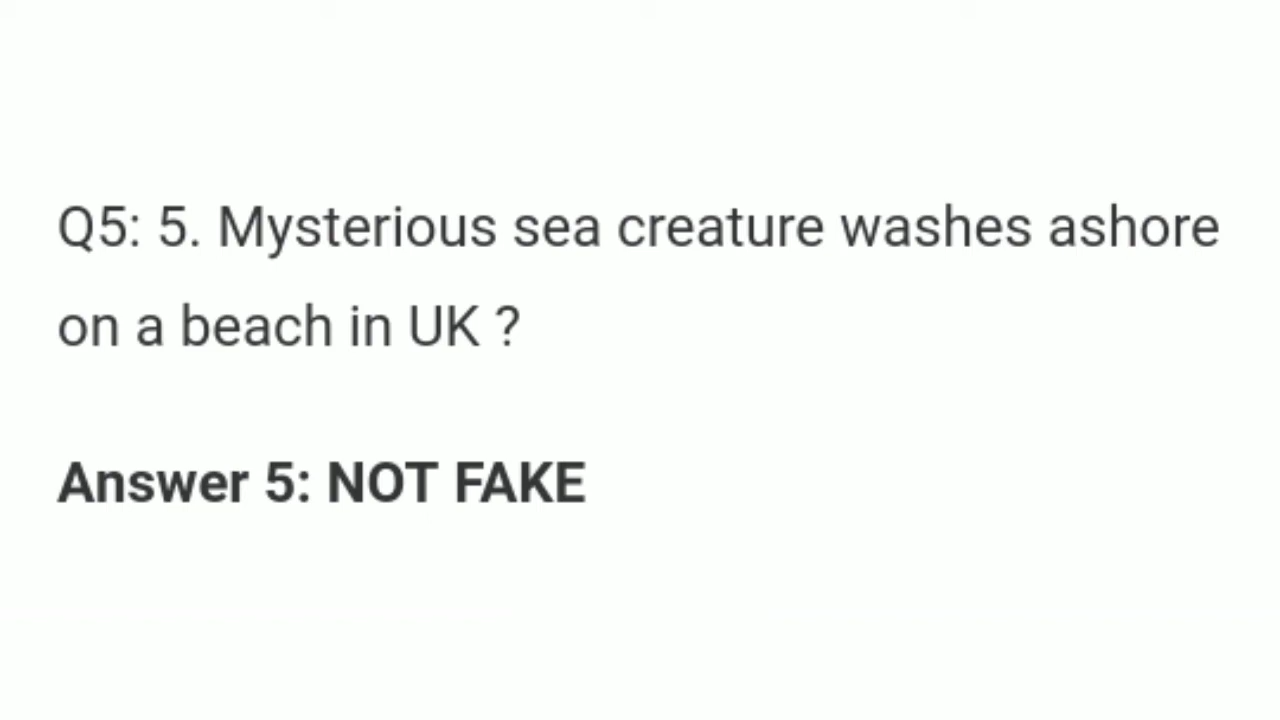 Q5: 5. Mysterious sea creature washes ashore
on a beach in UK ?
Answer 5: NOT FAKE